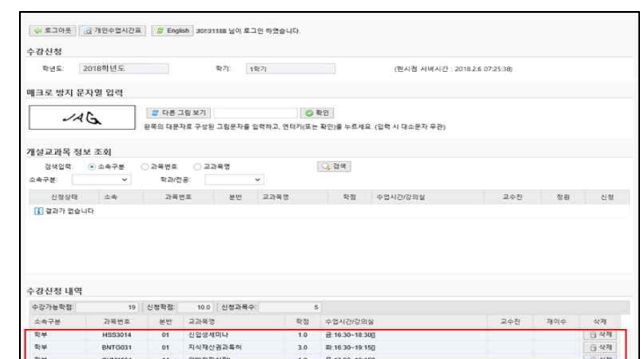 로그아웃 개인수업시간표 English 님이 로그인 하였습니다.
수강신청
학년도: 2018학년도 학기: 1학기 (현시점 서버시간 : 2018.2.6 07:25:38)
매크로 방지 문자열 입력
다른 그림 보기 확인
왼쪽의 대문자로 구성된 그림문자를 입력하고, 엔터키(또는 확인)를 누르세요. (입력 시 대소문자 무관)
개설교과목 정보 조회
검색입력: 소속구분 과목번호 교과목명 검색
소속구분: 학과/전공:
신청상태 소속 과목번호 분반 교과목명 학점 수업시간/강의실 교수진 정원 신청
결과가 없습니다
수강신청 내역
수강가능학점: 19 신청학점: 10.0 신청과목수: 5
소속구분 과목번호 분반 교과목명 학점 수업시간/강의실 교수진 재이수 삭제
학부 HSS3014 01 신입생세미나 1.0 금:16:30~18:30[] 삭제
학부 BNTG031 01 지식재산권과특허 3.0 화:16:30~19:15[] 삭제